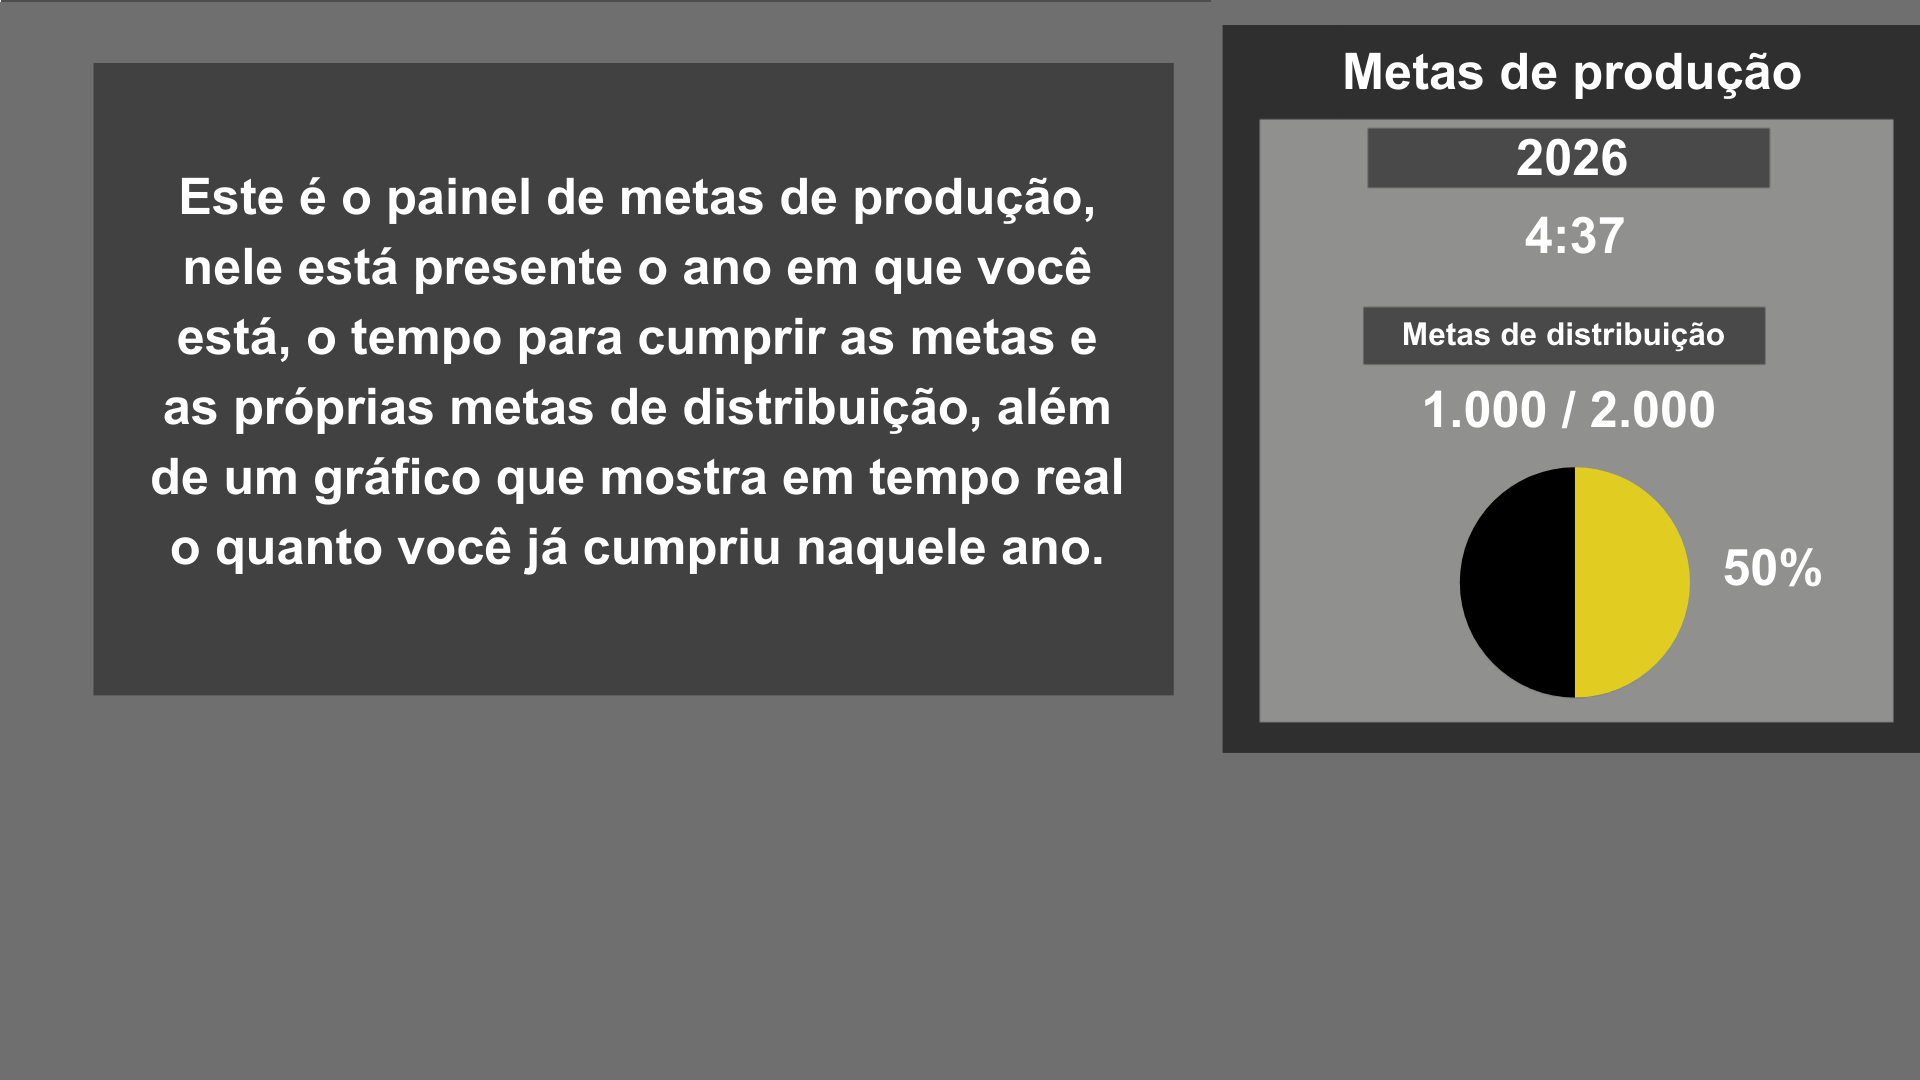 Este é o painel de metas de produção,
nele está presente o ano em que você
está, o tempo para cumprir as metas e
as próprias metas de distribuição, além
de um gráfico que mostra em tempo real
o quanto você já cumpriu naquele ano.
Metas de produção
2026
4:37
Metas de distribuição
1.000 / 2.000
50%